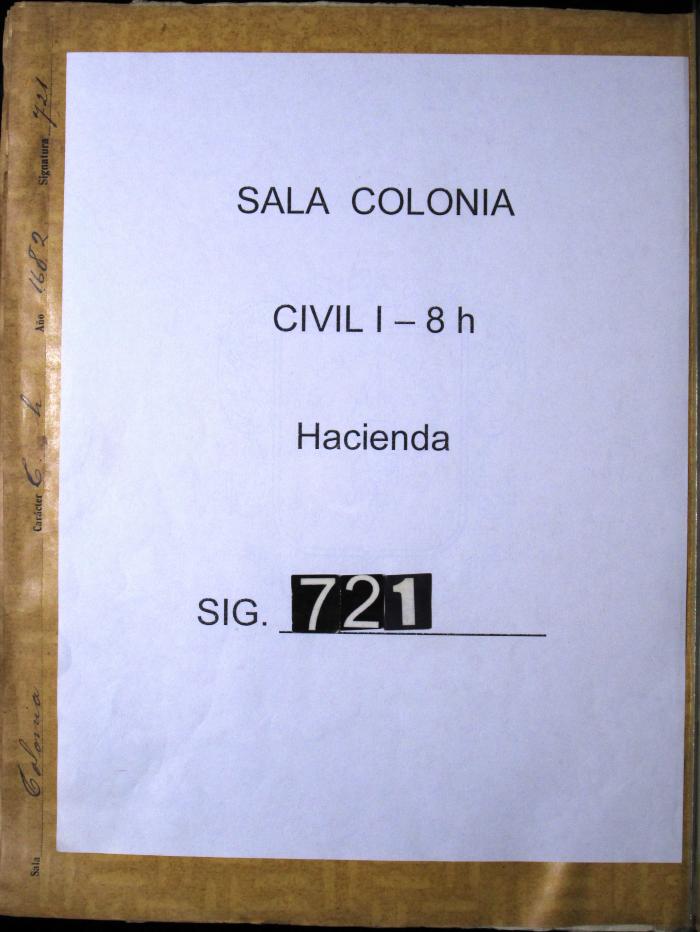 SALA COLONIA
CIVIL I – 8 h
Hacienda
SIG. 721
Sala Colonia Carácter C. h Año 1682 Signatura 721